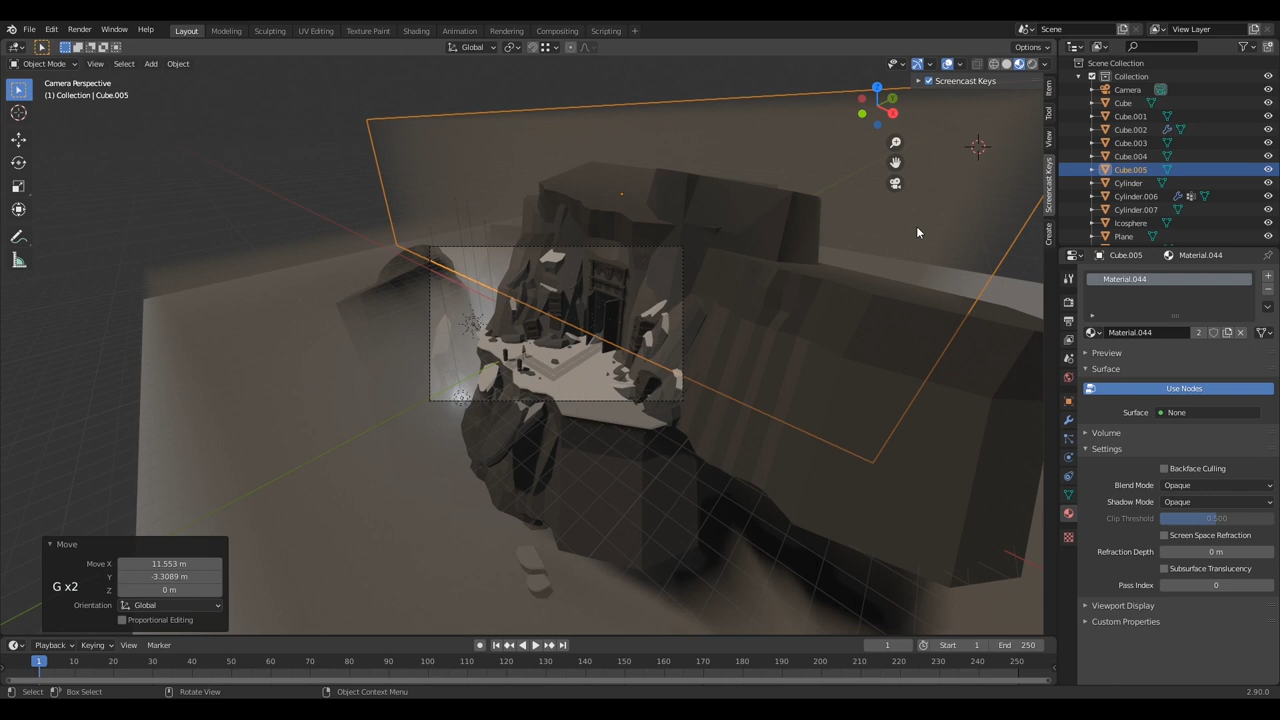 File Edit Render Window Help Layout Modeling Sculpting UV Editing Texture Paint Shading Animation Rendering Compositing Scripting + Scene View Layer
Global Options
Object Mode View Select Add Object
Camera Perspective
(1) Collection | Cube.005
Screencast Keys
Z
Y
X
Item
Tool
View
Screencast Keys
Create
Scene Collection
Collection
Camera
Cube
Cube.001
Cube.002
Cube.003
Cube.004
Cube.005
Cylinder
Cylinder.006
Cylinder.007
Icosphere
Plane
Cube.005 Material.044
Material.044
Material.044 2
Preview
Surface
Use Nodes
Surface None
Volume
Settings
Backface Culling
Blend Mode Opaque
Shadow Mode Opaque
Clip Threshold 0.500
Screen Space Refraction
Refraction Depth 0 m
Subsurface Translucency
Pass Index 0
Viewport Display
Custom Properties
Move
Move X 11.553 m
Y -3.3089 m
Z 0 m
G x2
Orientation Global
Proportional Editing
Playback Keying View Marker 1 Start 1 End 250
1 10 20 30 40 50 60 70 80 90 100 110 120 130 140 150 160 170 180 190 200 210 220 230 240 250
Select Box Select Rotate View Object Context Menu 2.90.0